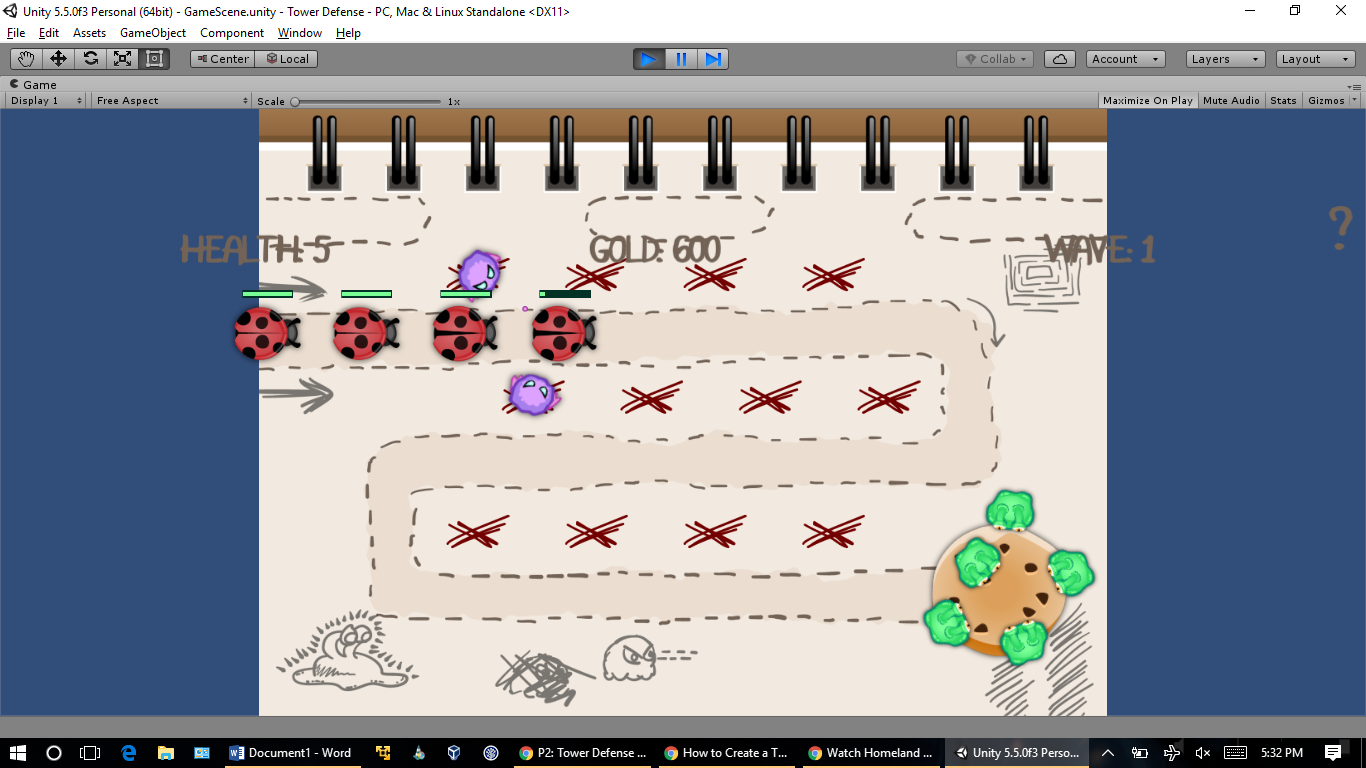 Unity 5.5.0f3 Personal (64bit) - GameScene.unity - Tower Defense - PC, Mac & Linux Standalone <DX11>
File Edit Assets GameObject Component Window Help
Center Local Collab Account Layers Layout
Game
Display 1 Free Aspect Scale 1x Maximize On Play Mute Audio Stats Gizmos
?
HEALTH: 5 GOLD: 600 WAVE: 1
Document1 - Word P2: Tower Defense ... How to Create a T... Watch Homeland ... Unity 5.5.0f3 Perso... 5:32 PM